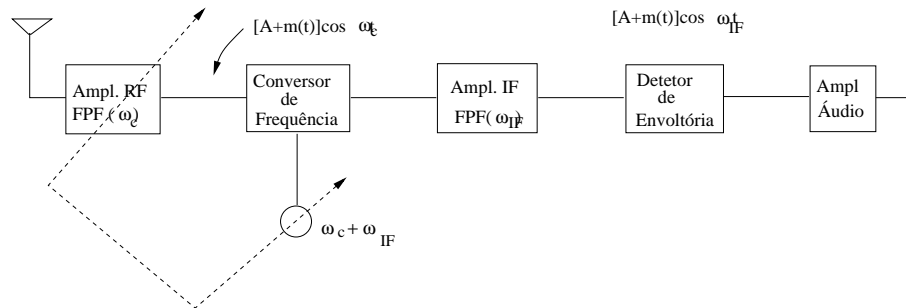 [A+m(t)]cos ω_c t
[A+m(t)]cos ω_IF t
Ampl. RF
FPF(ω_c)
Conversor
de
Frequência
Ampl. IF
FPF(ω_IF)
Detetor
de
Envoltória
Ampl
Áudio
ω_c + ω_IF